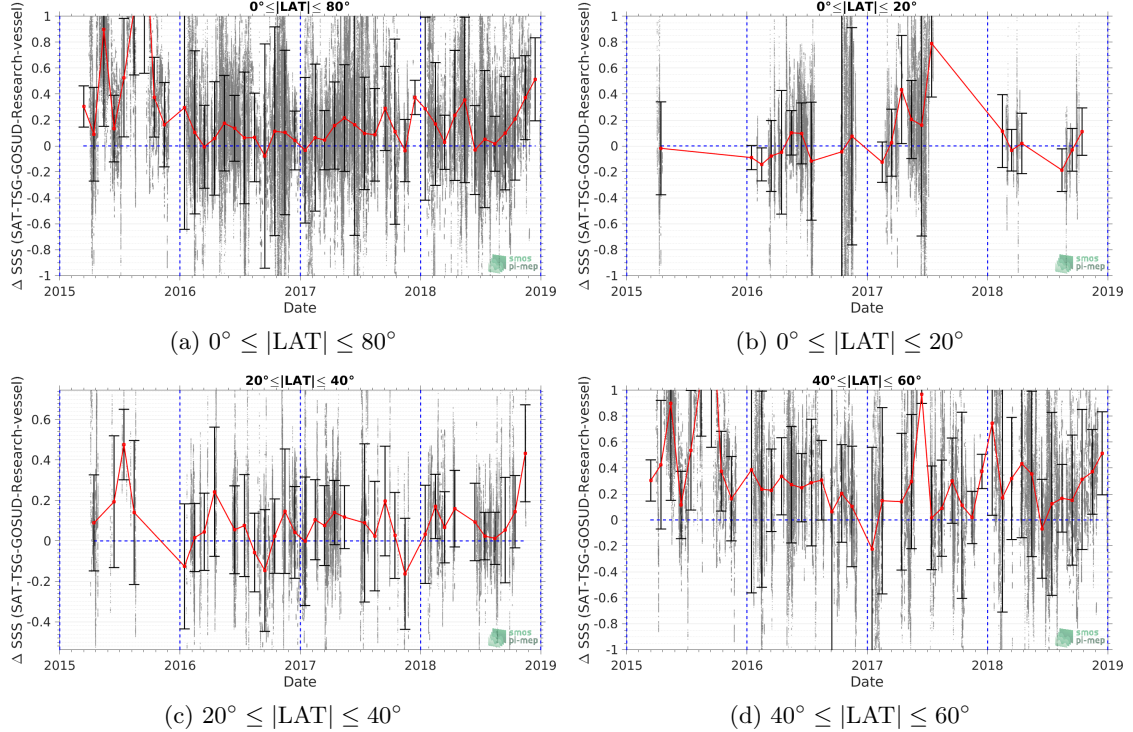 0°≤|LAT|≤ 80°
Δ SSS (SAT-TSG-GOSUD-Research-vessel)
1
0.8
0.6
0.4
0.2
0
-0.2
-0.4
-0.6
-0.8
-1
smos
pi-mep
2015
2016
2017
2018
2019
Date
(a) 0° ≤ |LAT| ≤ 80°
0°≤|LAT|≤ 20°
Δ SSS (SAT-TSG-GOSUD-Research-vessel)
1
0.8
0.6
0.4
0.2
0
-0.2
-0.4
-0.6
-0.8
-1
smos
pi-mep
2015
2016
2017
2018
2019
Date
(b) 0° ≤ |LAT| ≤ 20°
20°≤|LAT|≤ 40°
Δ SSS (SAT-TSG-GOSUD-Research-vessel)
0.6
0.4
0.2
0
-0.2
-0.4
smos
pi-mep
2015
2016
2017
2018
2019
Date
(c) 20° ≤ |LAT| ≤ 40°
40°≤|LAT|≤ 60°
Δ SSS (SAT-TSG-GOSUD-Research-vessel)
1
0.8
0.6
0.4
0.2
0
-0.2
-0.4
-0.6
-0.8
-1
smos
pi-mep
2015
2016
2017
2018
2019
Date
(d) 40° ≤ |LAT| ≤ 60°